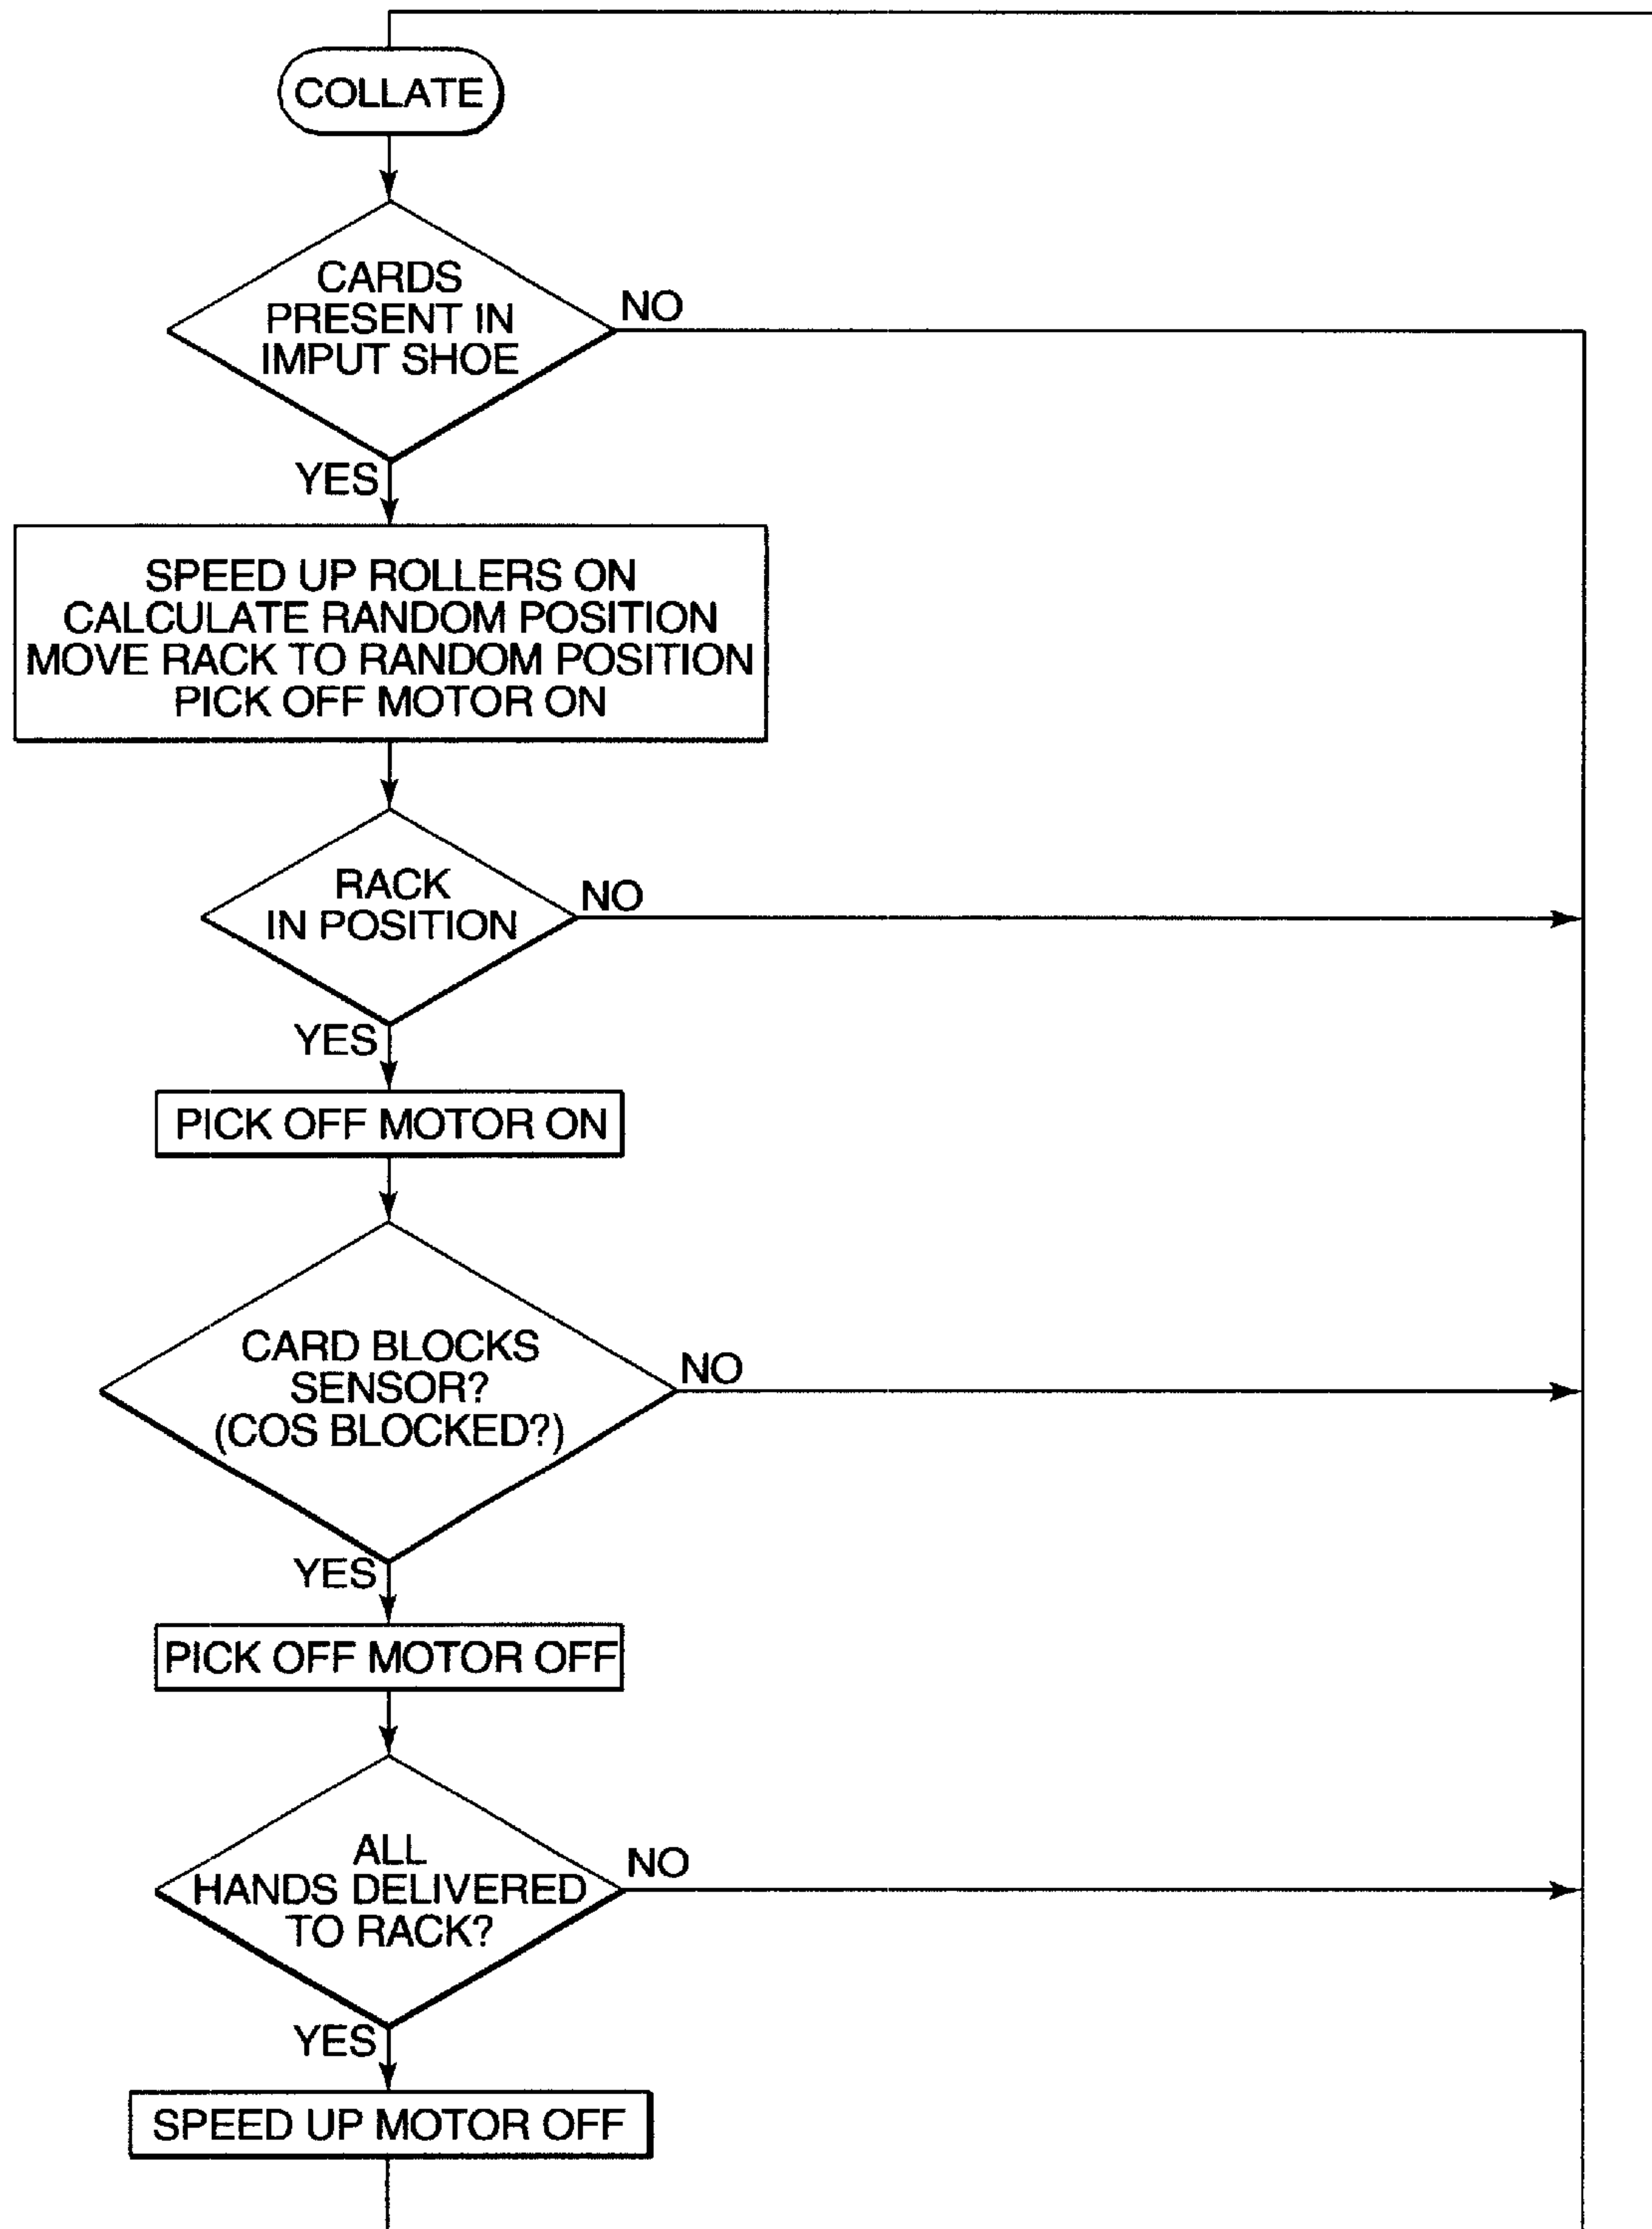 COLLATE
CARDS
PRESENT IN
IMPUT SHOE
NO
YES
SPEED UP ROLLERS ON
CALCULATE RANDOM POSITION
MOVE RACK TO RANDOM POSITION
PICK OFF MOTOR ON
RACK
IN POSITION
NO
YES
PICK OFF MOTOR ON
CARD BLOCKS
SENSOR?
(COS BLOCKED?)
NO
YES
PICK OFF MOTOR OFF
ALL
HANDS DELIVERED
TO RACK?
NO
YES
SPEED UP MOTOR OFF